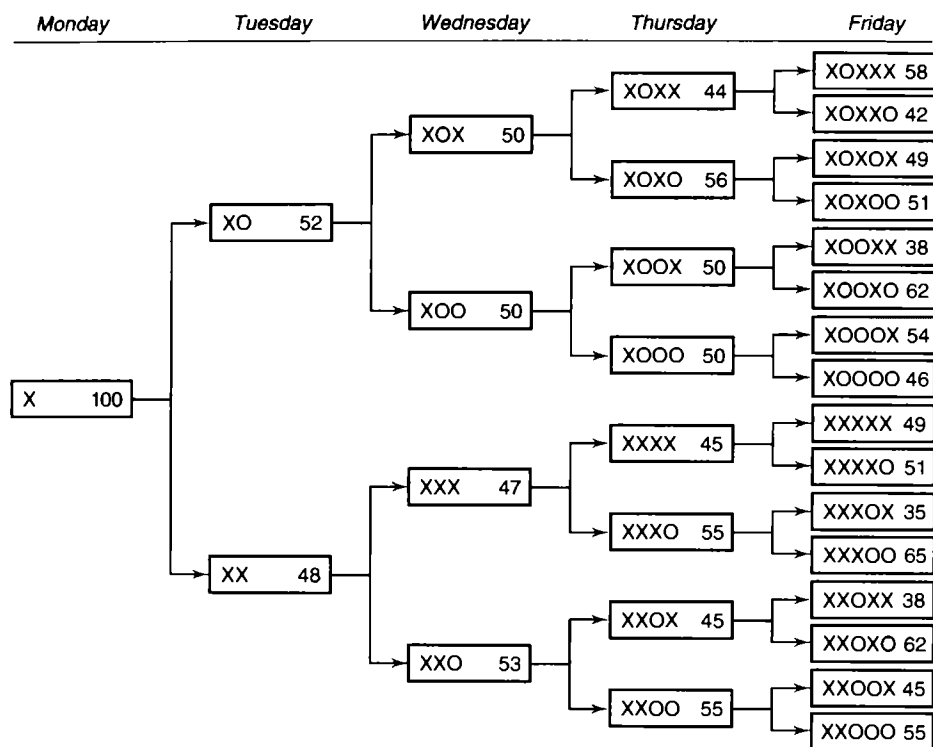 Monday Tuesday Wednesday Thursday Friday
XOXXX 58
XOXX 44
XOXXO 42
XOX 50
XOXOX 49
XOXO 56
XOXOO 51
XO 52
XOOXX 38
XOOX 50
XOOXO 62
XOO 50
XOOOX 54
XOOO 50
XOOOO 46
X 100
XXXXX 49
XXXX 45
XXXXO 51
XXX 47
XXXOX 35
XXXO 55
XXXOO 65
XX 48
XXOXX 38
XXOX 45
XXOXO 62
XXO 53
XXOOX 45
XXOO 55
XXOOO 55